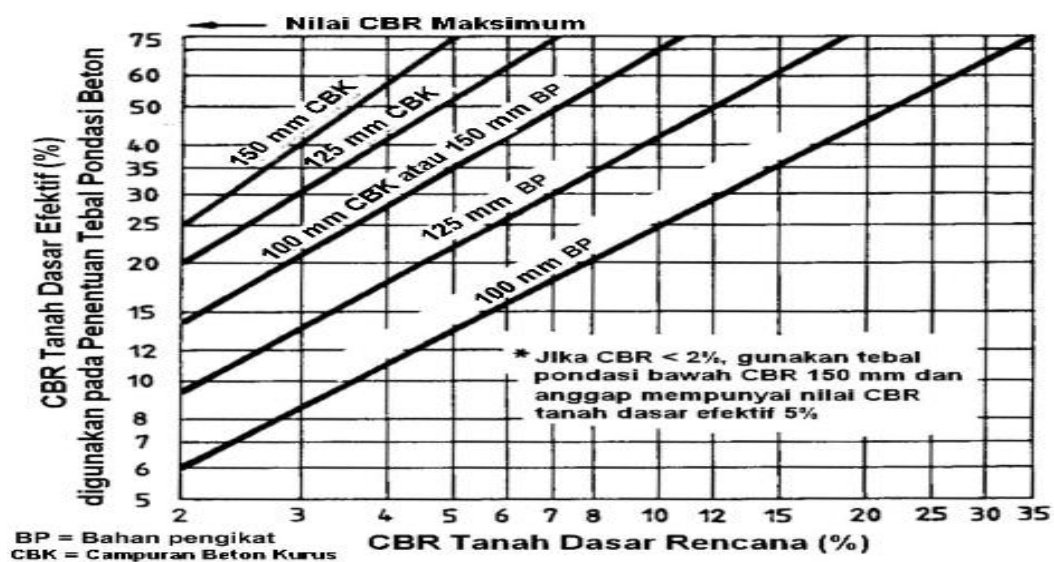 Nilai CBR Maksimum
CBR Tanah Dasar Efektif (%)
digunakan pada Penentuan Tebal Pondasi Beton
75
60
50
40
35
30
25
20
15
12
10
8
7
6
5
150 mm CBK
125 mm CBK
100 mm CBK atau 150 mm BP
125 mm BP
100 mm BP
* JIka CBR < 2%, gunakan tebal
pondasi bawah CBR 150 mm dan
anggap mempunyai nilai CBR
tanah dasar efektif 5%
2 3 4 5 6 7 8 10 12 15 20 25 30 35
CBR Tanah Dasar Rencana (%)
BP = Bahan pengikat
CBK = Campuran Beton Kurus